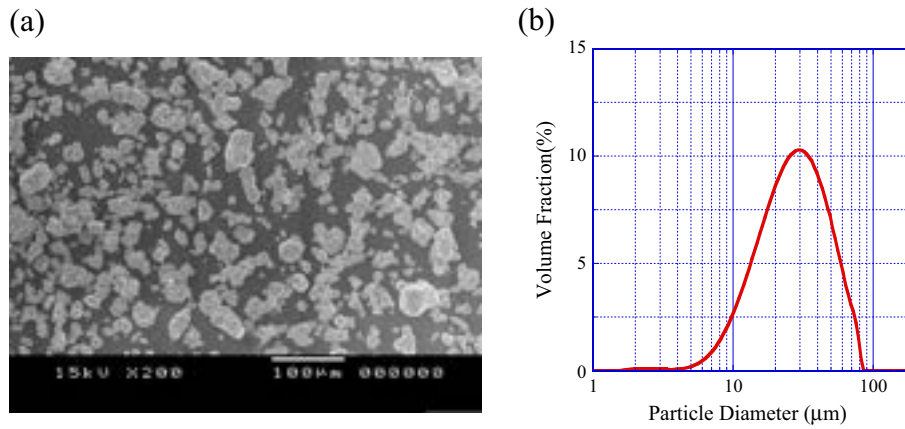 (a)
(b)
15kV X200 100μm 000000
15
10
5
0
Volume Fraction(%)
1 10 100
Particle Diameter (μm)